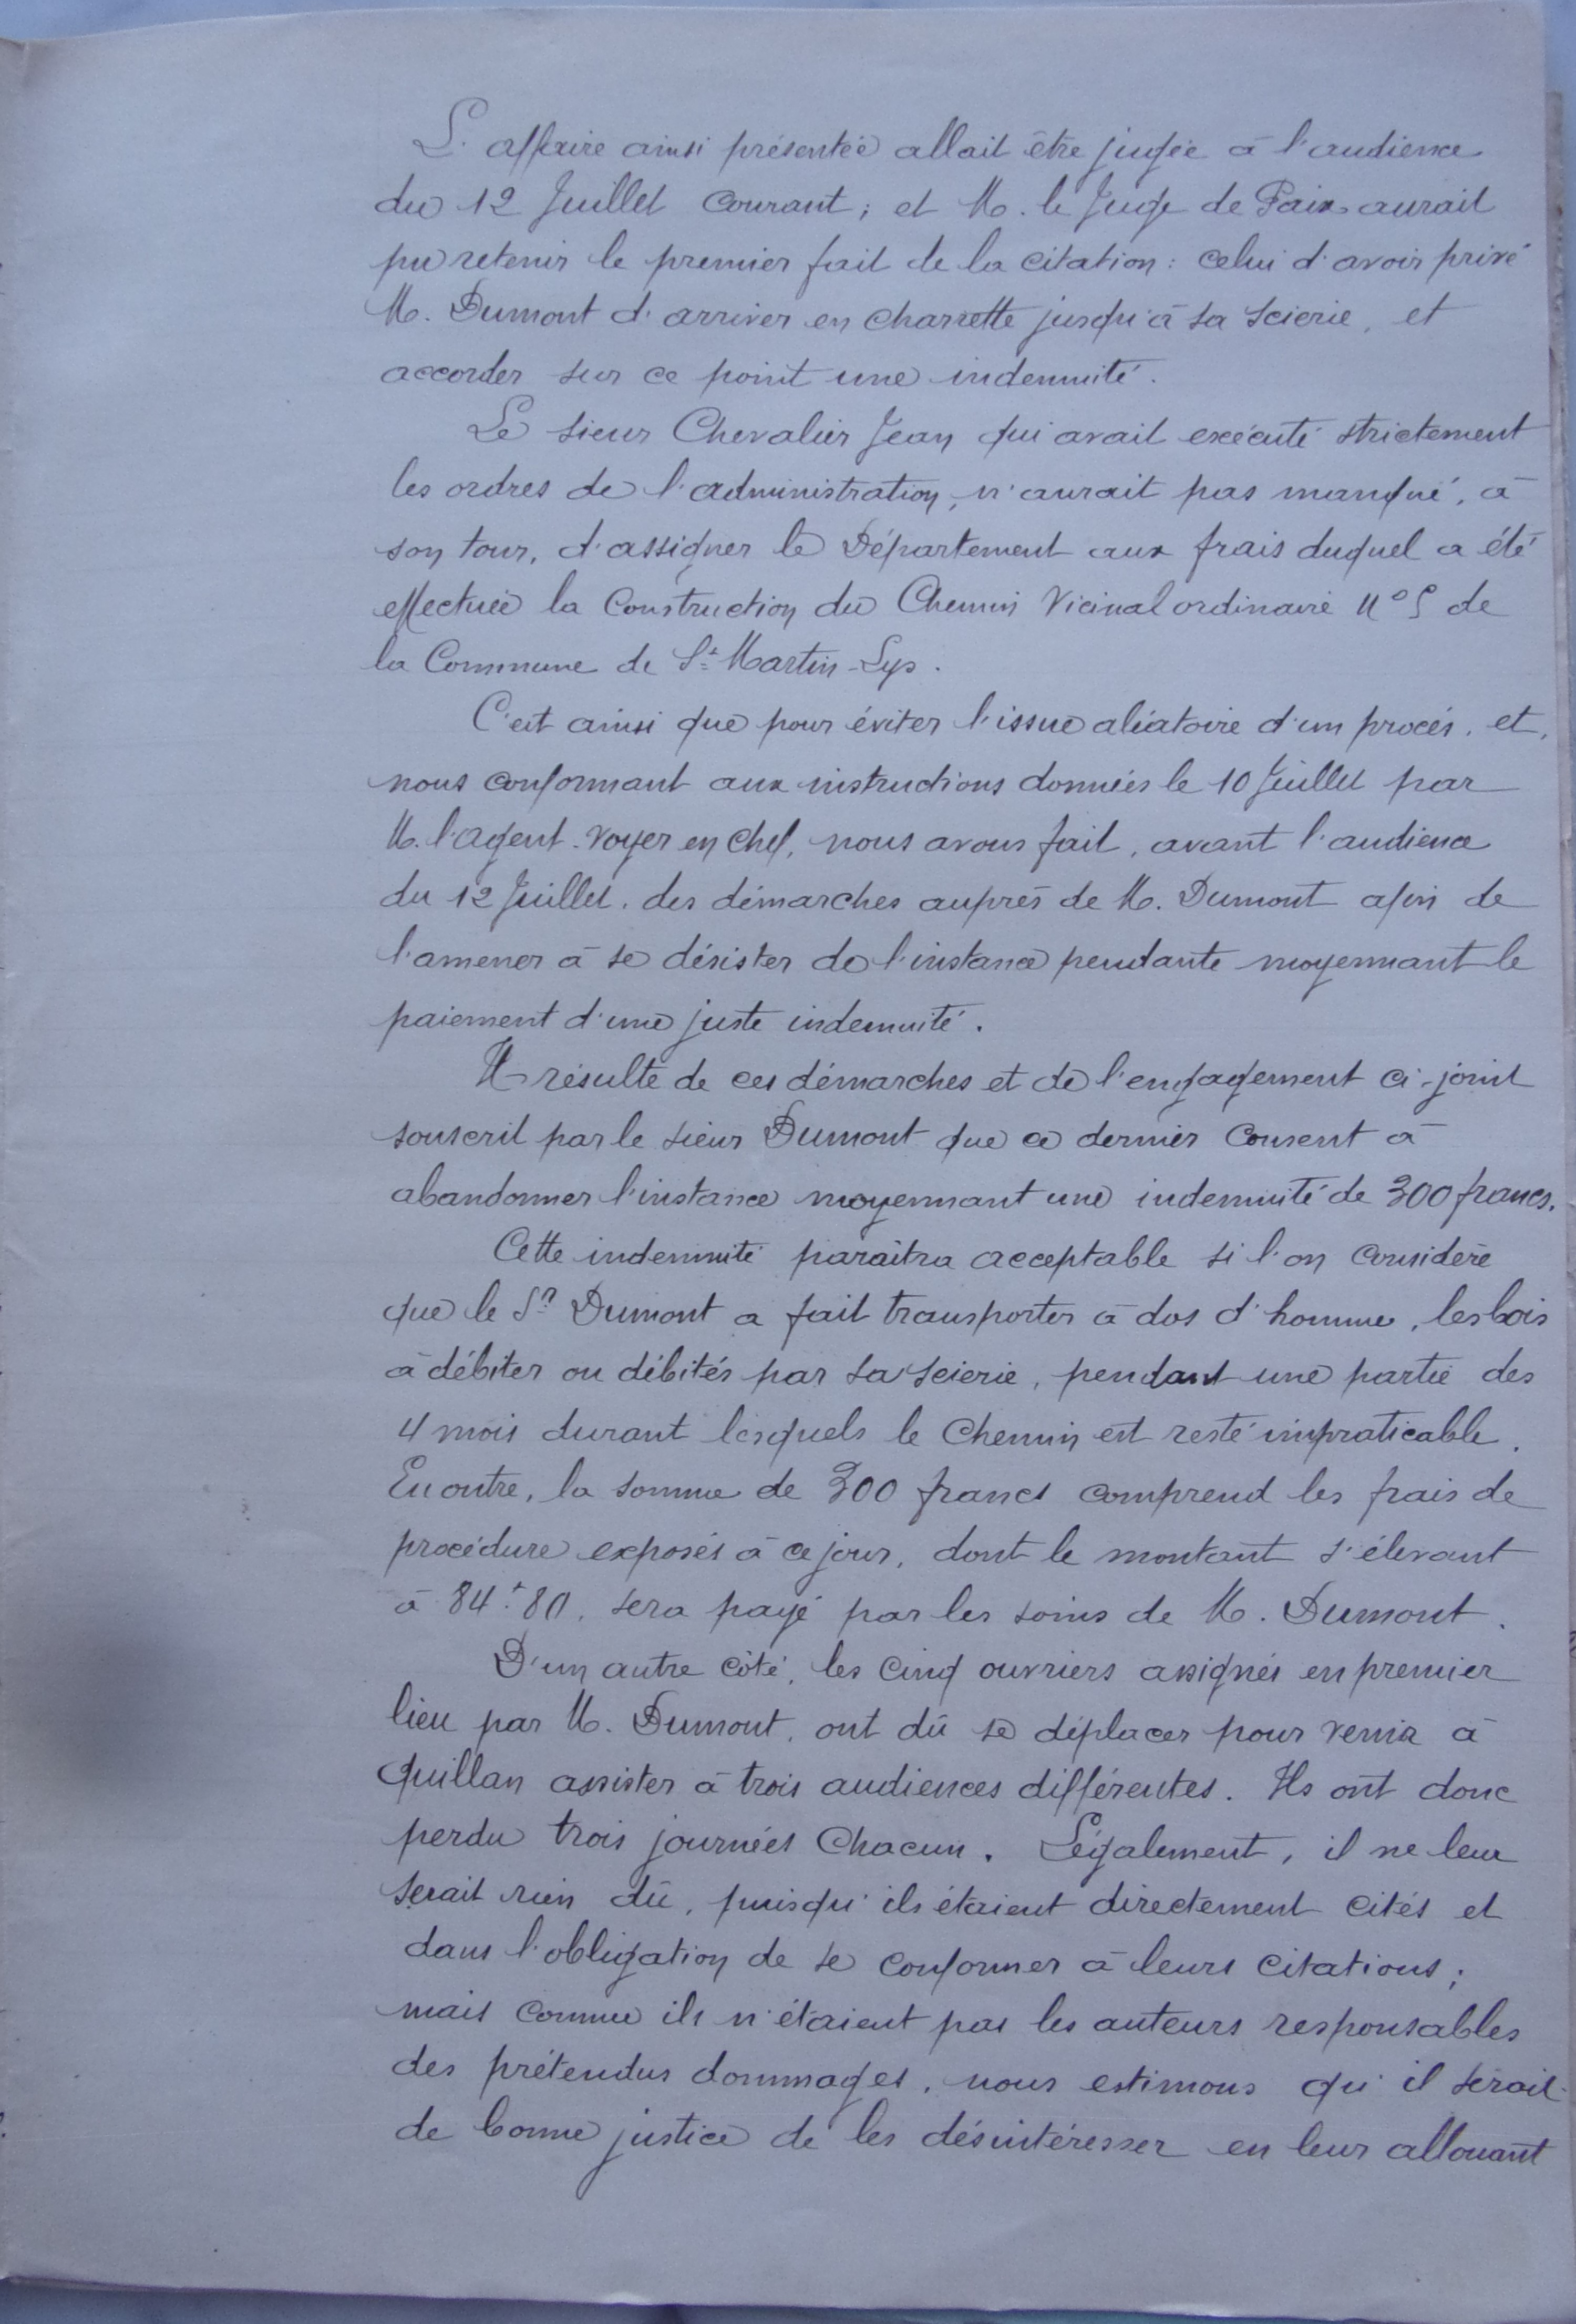 L'affaire ainsi présentée allait être jugée à l'audience
du 12 Juillet courant ; et M. le Juge de Paix aurait
pu retenir le premier fait de la citation : celui d'avoir privé
M. Dumont d'arriver en charrette jusqu'à sa scierie, et
accorder sur ce point une indemnité.
Le sieur Chevalier Jean qui avait exécuté strictement
les ordres de l'administration, n'aurait pas manqué, à
son tour, d'assigner le Département aux frais duquel a été
effectuée la Construction du Chemin Vicinal ordinaire N° 5 de
la Commune de St Martin-Lys.
C'est ainsi que pour éviter l'issue aléatoire d'un procès, et,
nous conformant aux instructions données le 10 Juillet par
M. l'agent-voyer en chef, nous avons fait, avant l'audience
du 12 Juillet, des démarches auprès de M. Dumont afin de
l'amener à se désister de l'instance pendante moyennant le
paiement d'une juste indemnité.
Il résulte de ces démarches et de l'engagement ci-joint
souscrit par le sieur Dumont que ce dernier consent à
abandonner l'instance moyennant une indemnité de 300 francs.
Cette indemnité paraîtra acceptable si l'on considère
que le Sr Dumont a fait transporter à dos d'homme, les bois
à débiter ou débités par sa scierie, pendant une partie des
4 mois durant lesquels le chemin est resté impraticable.
En outre, la somme de 300 francs comprend les frais de
procédure exposés à ce jour, dont le montant s'élevant
à 84f 80, sera payé par les soins de M. Dumont.
D'un autre côté, les cinq ouvriers assignés en premier
lieu par M. Dumont, ont dû se déplacer pour venir à
Quillan assister à trois audiences différentes. Ils ont donc
perdu trois journées chacun. Légalement, il ne leur
serait rien dû, puisqu'ils étaient directement cités et
dans l'obligation de se conformer à leurs citations ;
mais comme ils n'étaient pas les auteurs responsables
des prétendus dommages, nous estimons qu'il serait
de bonne justice de les désintéresser en leur allouant